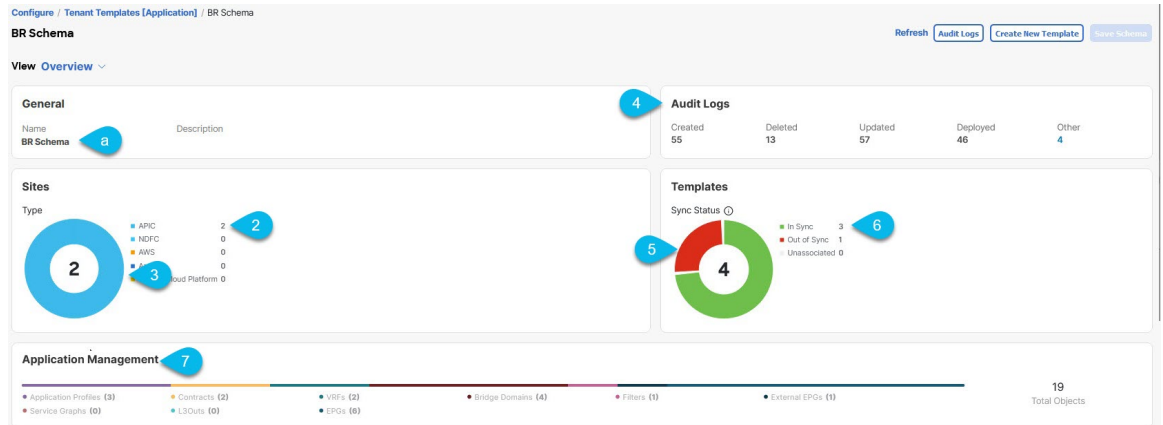 Configure / Tenant Templates [Application] / BR Schema
BR Schema
Refresh Audit Logs Create New Template Save Schema
View Overview
General
Name Description
BR Schema a
4 Audit Logs
Created Deleted Updated Deployed Other
55 13 57 46 4
Sites
Type
APIC 2 2
NDFC 0
AWS 0
0
oud Platform 0
2 3
Templates
Sync Status
In Sync 3 6
Out of Sync 1
Unassociated 0
5 4
Application Management 7
Application Profiles (3) Contracts (2) VRFs (2) Bridge Domains (4) Filters (1) External EPGs (1)
Service Graphs (0) L3Outs (0) EPGs (6)
19
Total Objects